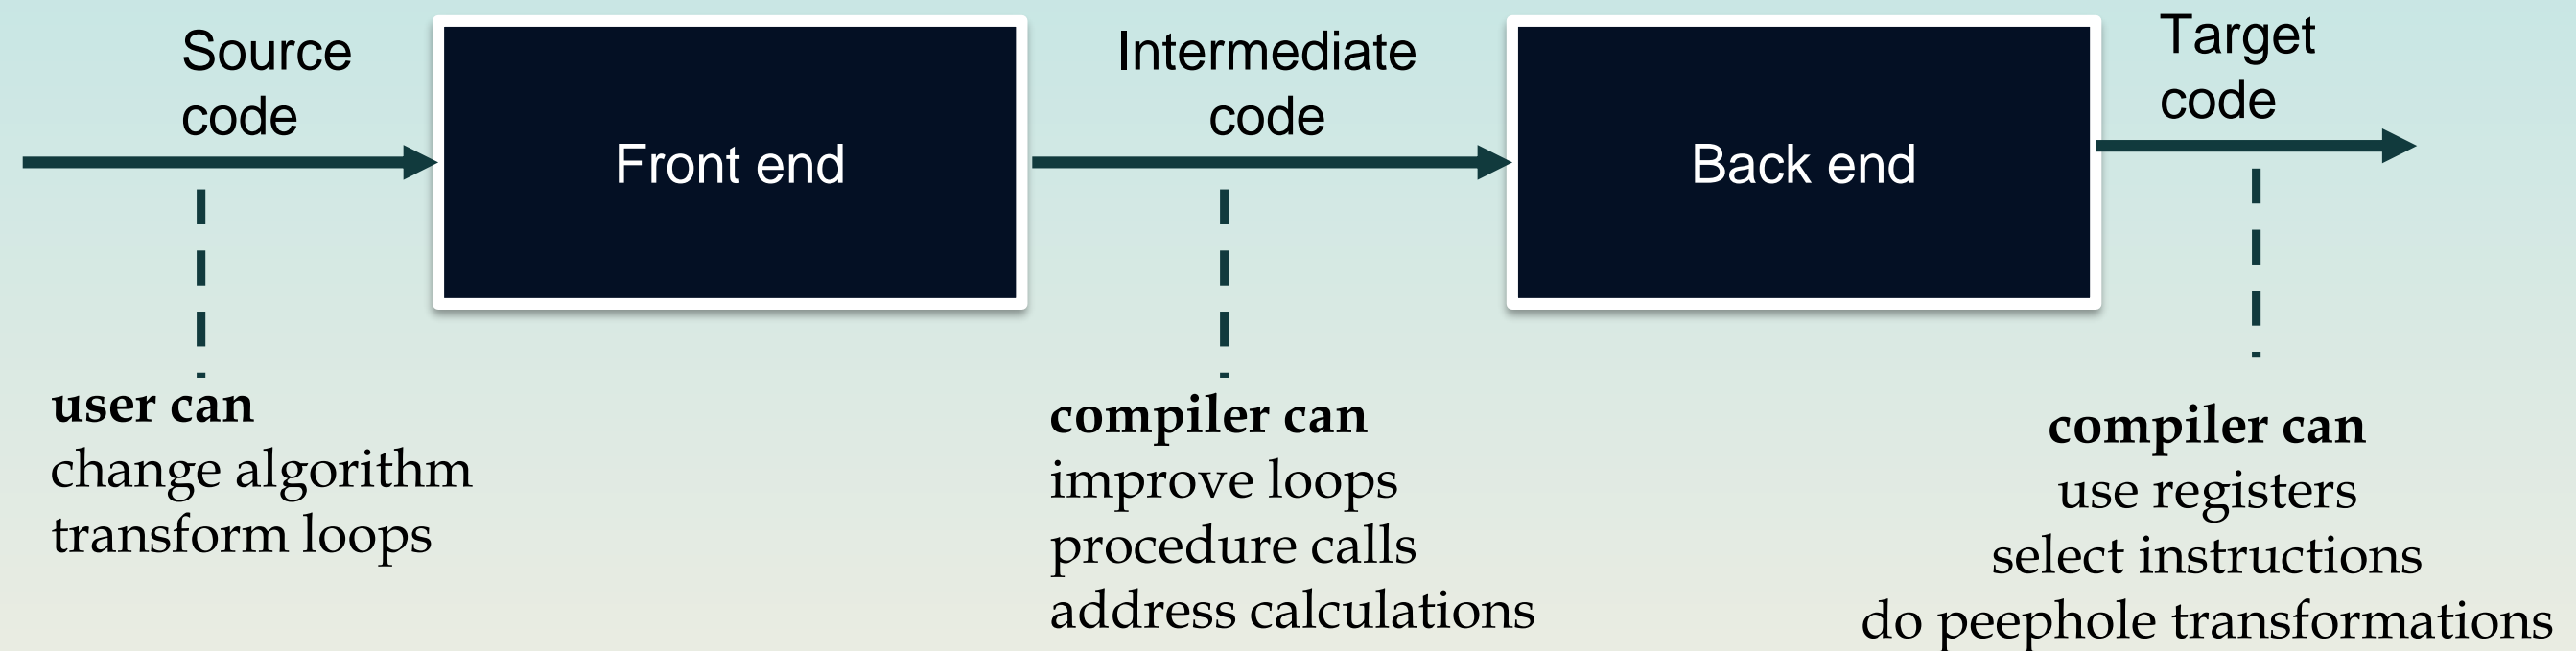 Source
code
Front end
Intermediate
code
Back end
Target
code
user can
change algorithm
transform loops
compiler can
improve loops
procedure calls
address calculations
compiler can
use registers
select instructions
do peephole transformations